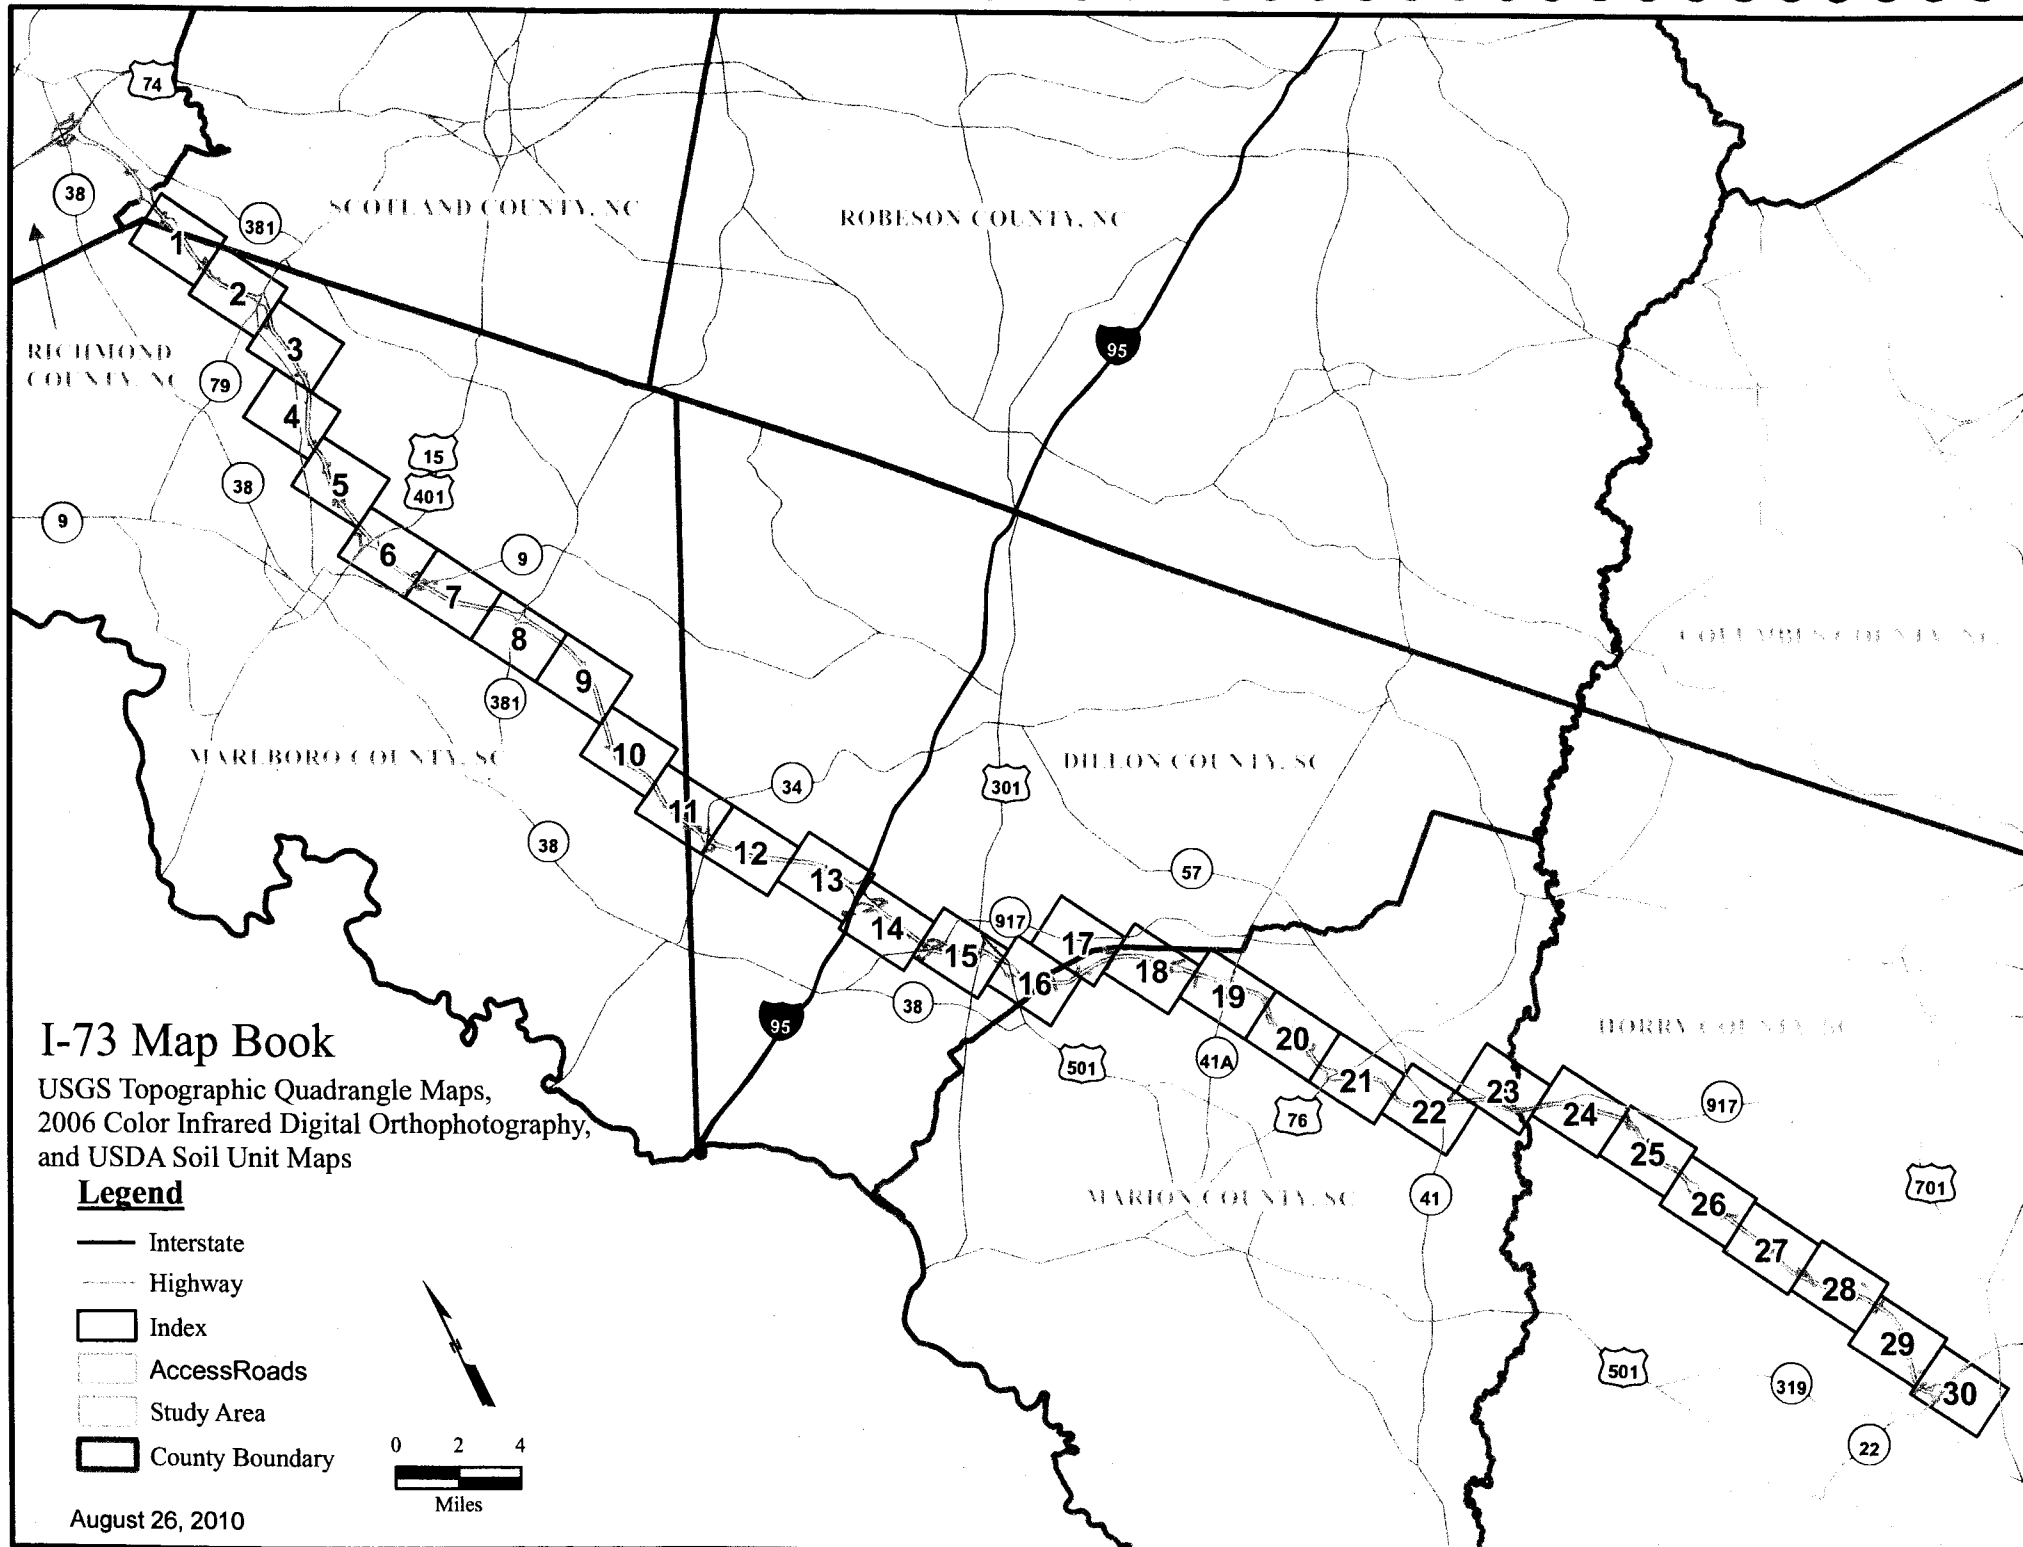 74
38
381
SCOTLAND COUNTY, NC
ROBESON COUNTY, NC
1
2
95
3
RICHMOND
COUNTY, NC
79
4
15
401
38
5
9
6
9
7
8
COLUMBUS COUNTY, NC
9
381
MARLBORO COUNTY, SC
10
34
301
DILLON COUNTY, SC
11
38
12
13
57
917
14
15
16
17
18
19
38
95
501
41A
20
21
76
22
23
HORRY COUNTY, SC
24
917
25
MARION COUNTY, SC
41
26
701
27
28
29
501
319
30
22
I-73 Map Book
USGS Topographic Quadrangle Maps,
2006 Color Infrared Digital Orthophotography,
and USDA Soil Unit Maps
Legend
Interstate
Highway
Index
AccessRoads
Study Area
County Boundary
N
0 2 4
Miles
August 26, 2010